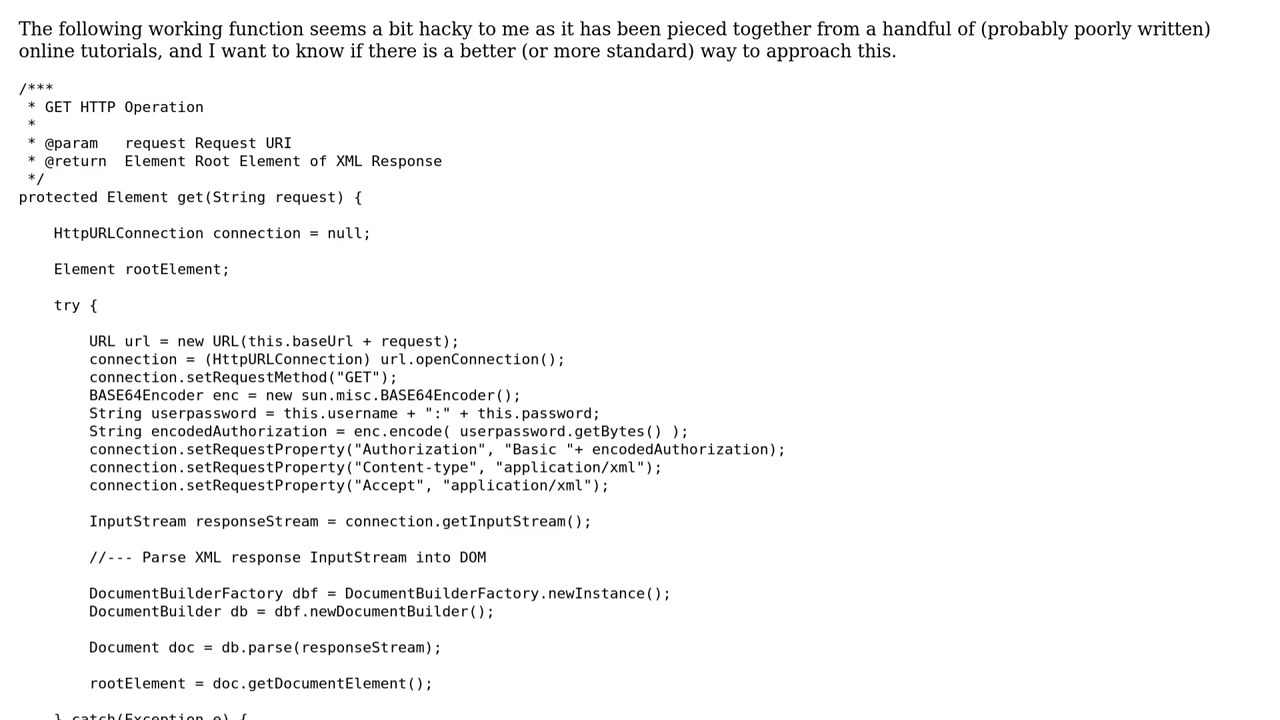 The following working function seems a bit hacky to me as it has been pieced together from a handful of (probably poorly written)
online tutorials, and I want to know if there is a better (or more standard) way to approach this.
/***
 * GET HTTP Operation
 *
 * @param   request Request URI
 * @return  Element Root Element of XML Response
 */
protected Element get(String request) {
    HttpURLConnection connection = null;
    Element rootElement;
    try {
        URL url = new URL(this.baseUrl + request);
        connection = (HttpURLConnection) url.openConnection();
        connection.setRequestMethod("GET");
        BASE64Encoder enc = new sun.misc.BASE64Encoder();
        String userpassword = this.username + ":" + this.password;
        String encodedAuthorization = enc.encode( userpassword.getBytes() );
        connection.setRequestProperty("Authorization", "Basic "+ encodedAuthorization);
        connection.setRequestProperty("Content-type", "application/xml");
        connection.setRequestProperty("Accept", "application/xml");
        InputStream responseStream = connection.getInputStream();
        //--- Parse XML response InputStream into DOM
        DocumentBuilderFactory dbf = DocumentBuilderFactory.newInstance();
        DocumentBuilder db = dbf.newDocumentBuilder();
        Document doc = db.parse(responseStream);
        rootElement = doc.getDocumentElement();
    } catch(Exception e) {